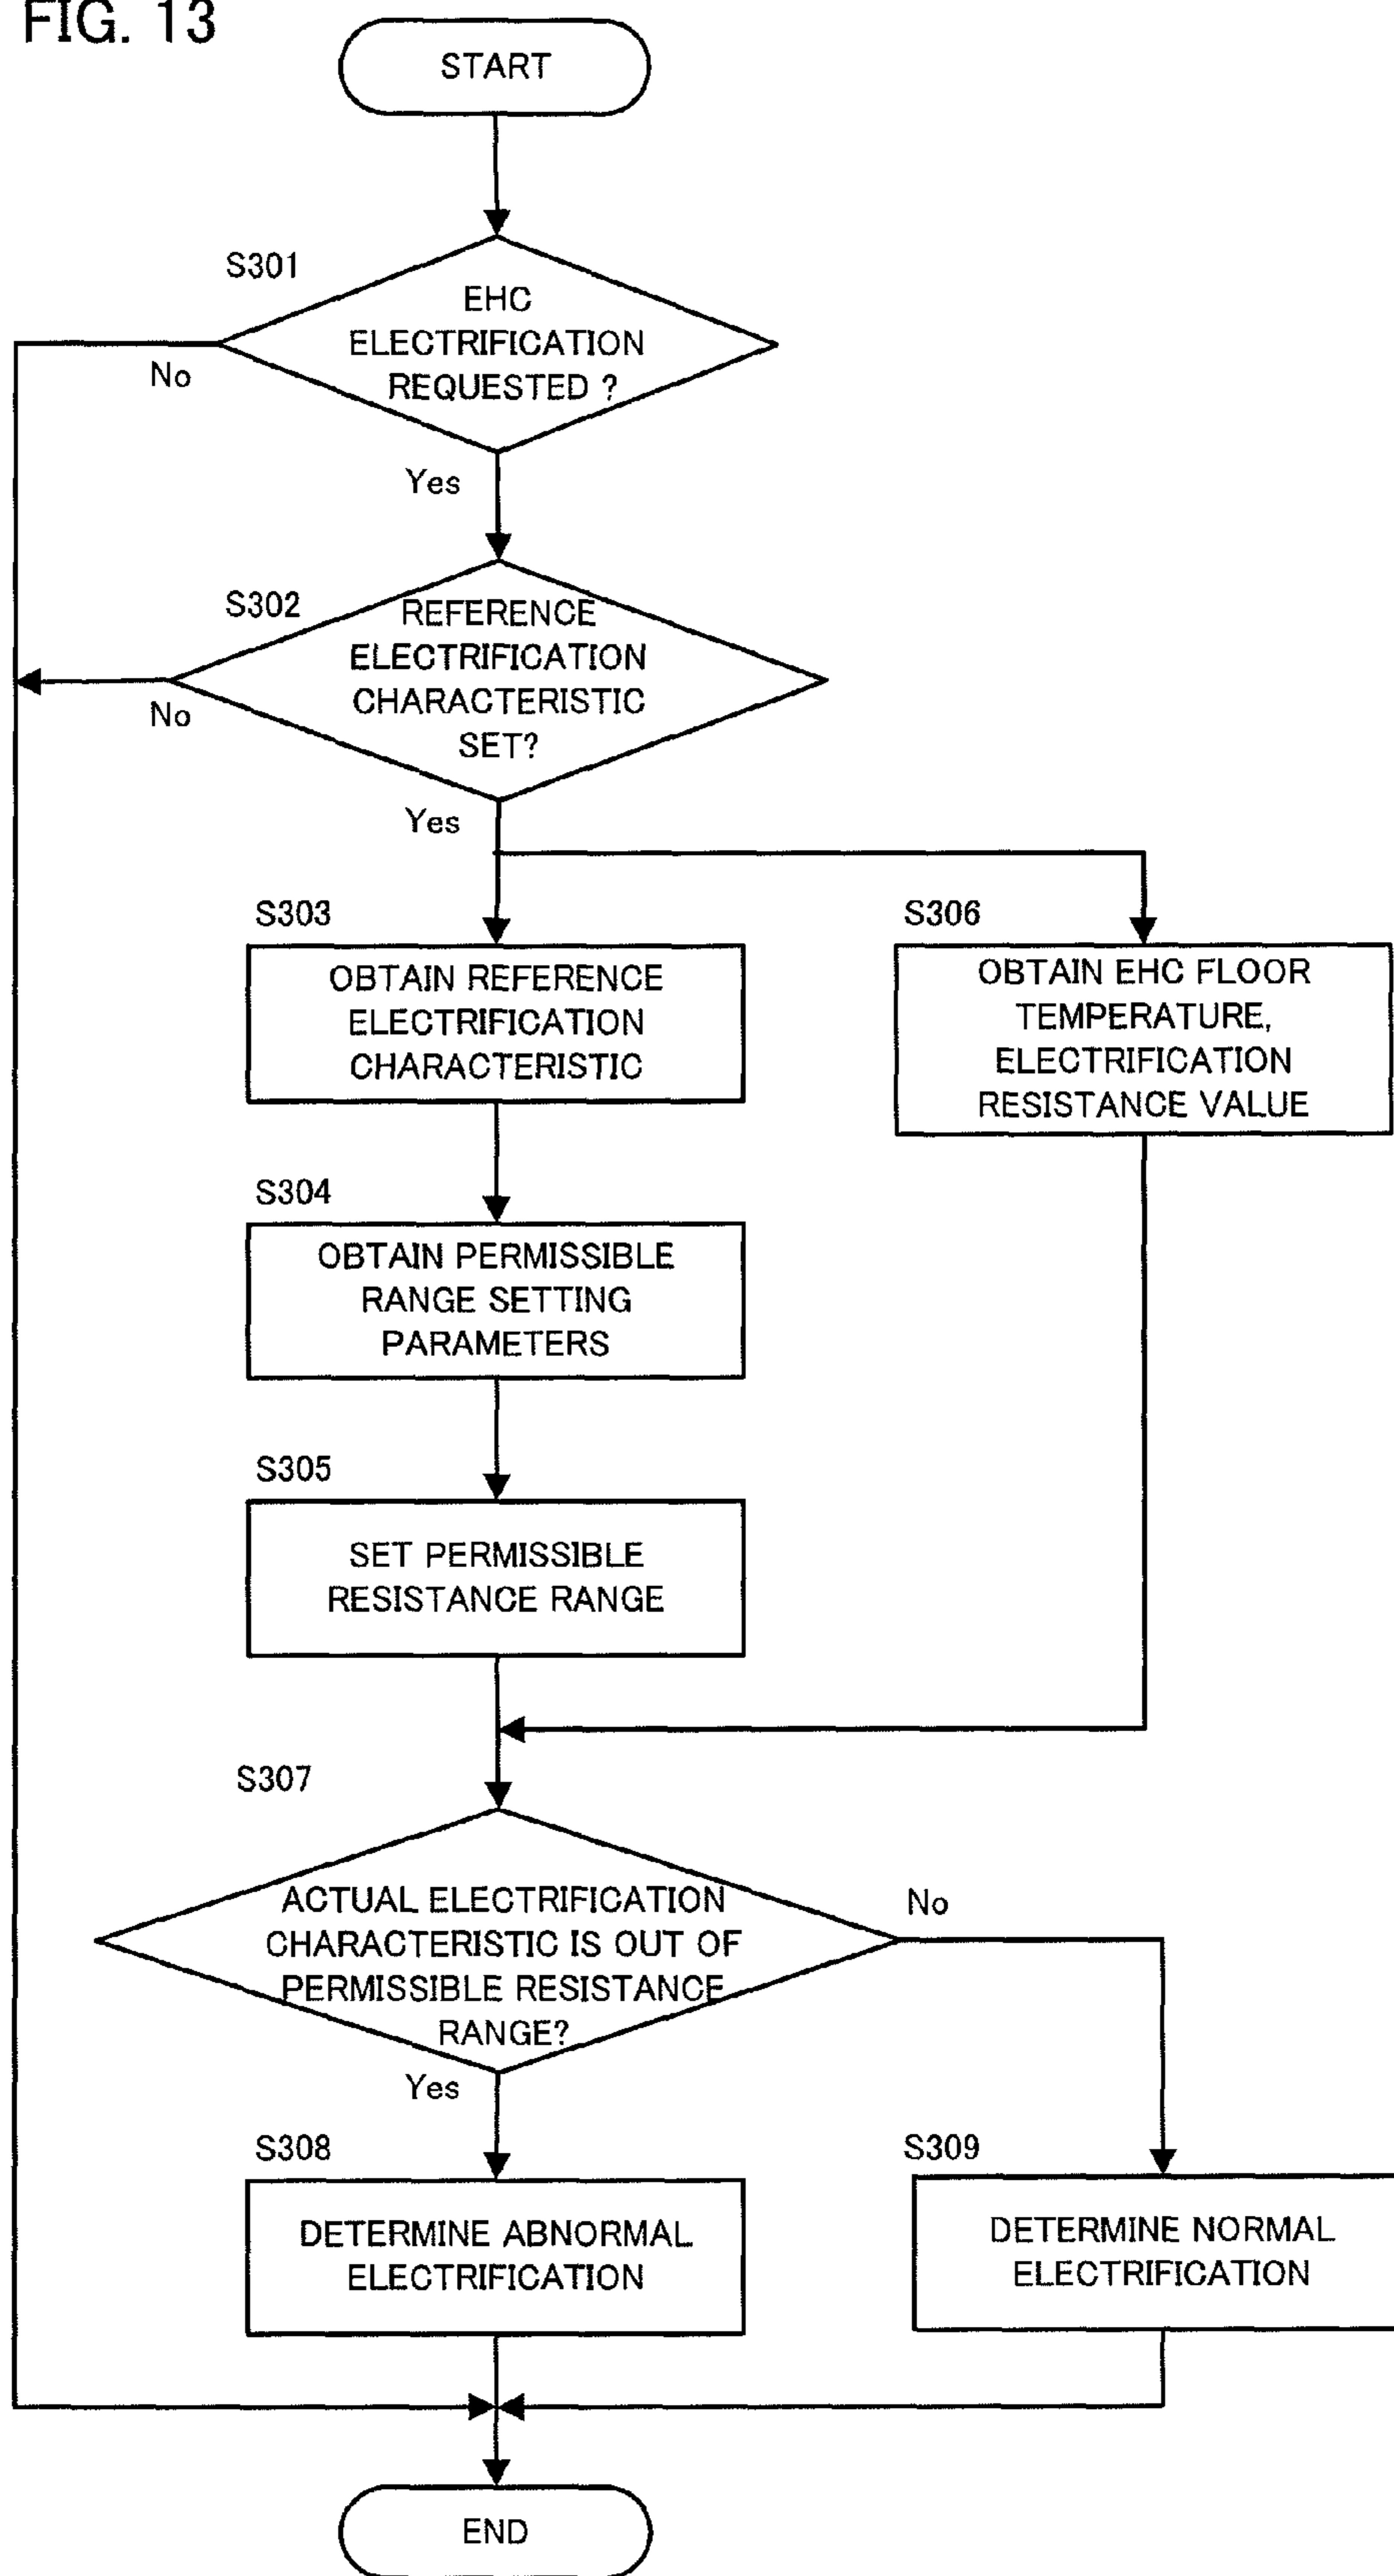 FIG. 13
START
S301
EHC
ELECTRIFICATION
REQUESTED ?
No
Yes
S302
REFERENCE
ELECTRIFICATION
CHARACTERISTIC
SET?
No
Yes
S303
OBTAIN REFERENCE
ELECTRIFICATION
CHARACTERISTIC
S306
OBTAIN EHC FLOOR
TEMPERATURE,
ELECTRIFICATION
RESISTANCE VALUE
S304
OBTAIN PERMISSIBLE
RANGE SETTING
PARAMETERS
S305
SET PERMISSIBLE
RESISTANCE RANGE
S307
ACTUAL ELECTRIFICATION
CHARACTERISTIC IS OUT OF
PERMISSIBLE RESISTANCE
RANGE?
No
Yes
S308
DETERMINE ABNORMAL
ELECTRIFICATION
S309
DETERMINE NORMAL
ELECTRIFICATION
END